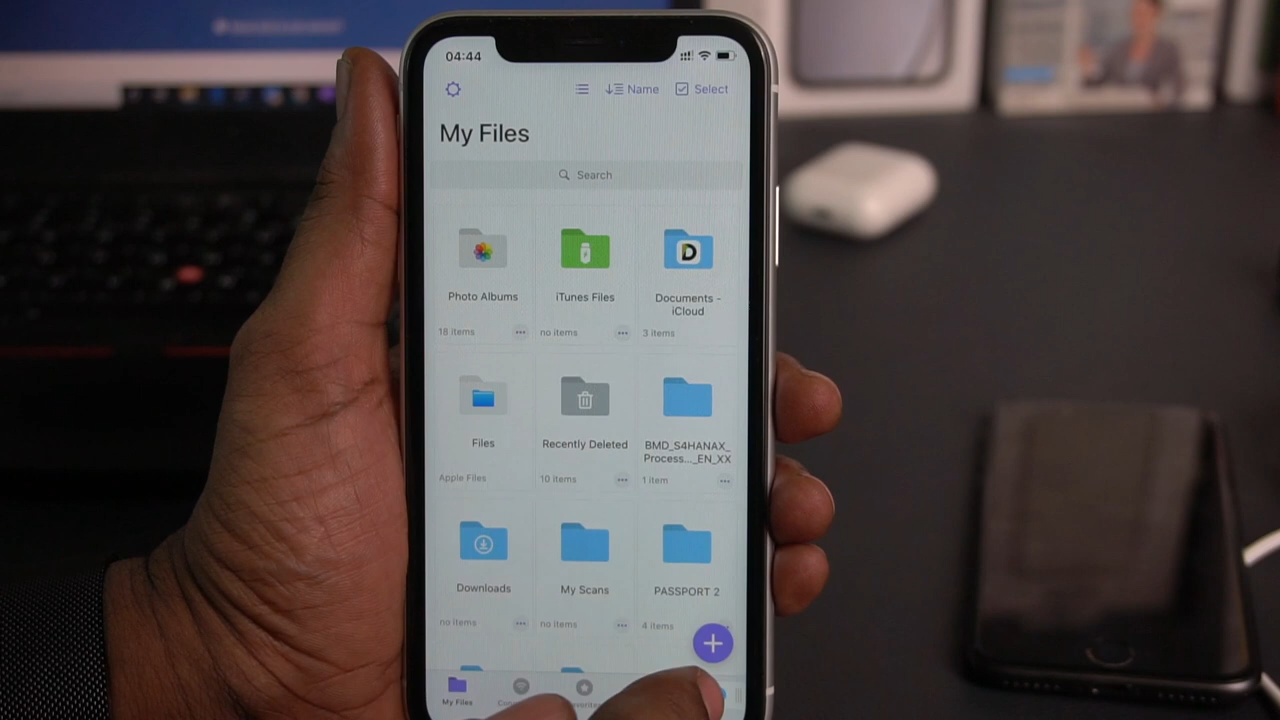 04:44
Name
Select
My Files
Search
Photo Albums
iTunes Files
Documents -
iCloud
18 items
no items
3 items
Files
Recently Deleted
BMD_S4HANAX_
Process..._EN_XX
Apple Files
10 items
1 item
Downloads
My Scans
PASSPORT 2
no items
no items
4 items
My Files